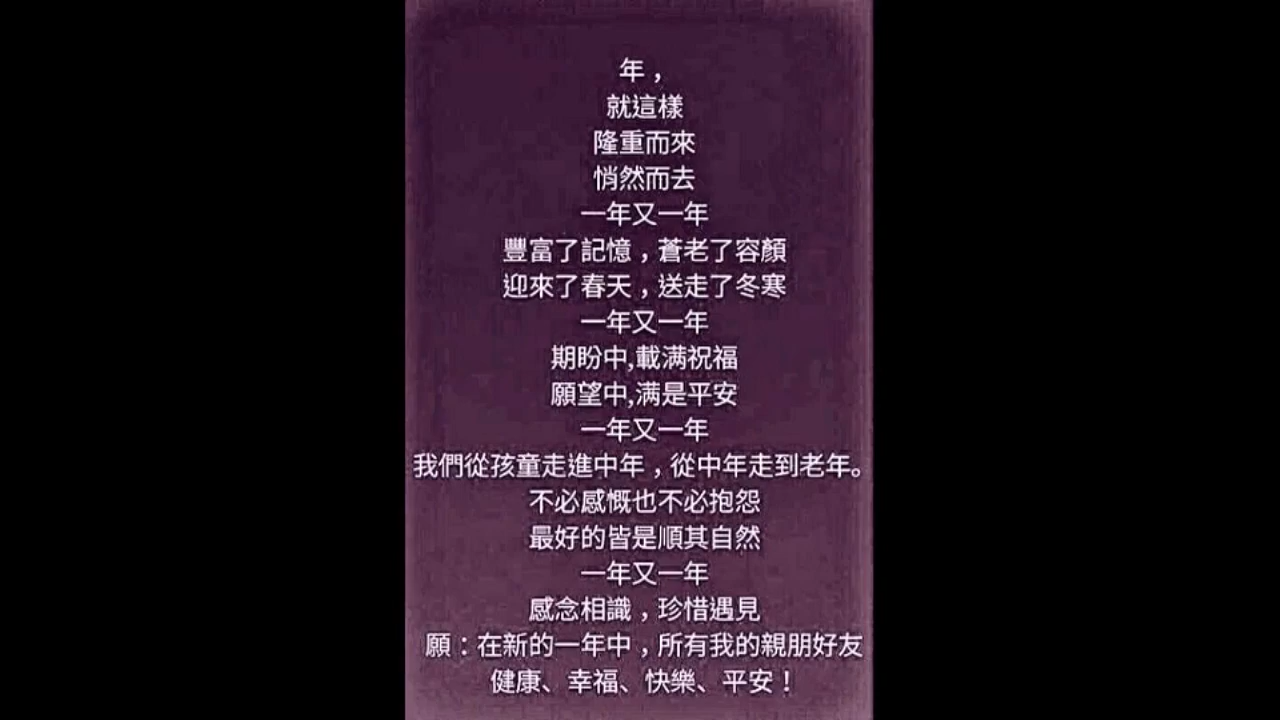 年，
就這樣
隆重而來
悄然而去
一年又一年
豐富了記憶，蒼老了容顏
迎來了春天，送走了冬寒
一年又一年
期盼中,載满祝福
願望中,满是平安
一年又一年
我們從孩童走進中年，從中年走到老年。
不必感慨也不必抱怨
最好的皆是順其自然
一年又一年
感念相識，珍惜遇見
願：在新的一年中，所有我的親朋好友
健康、幸福、快樂、平安！